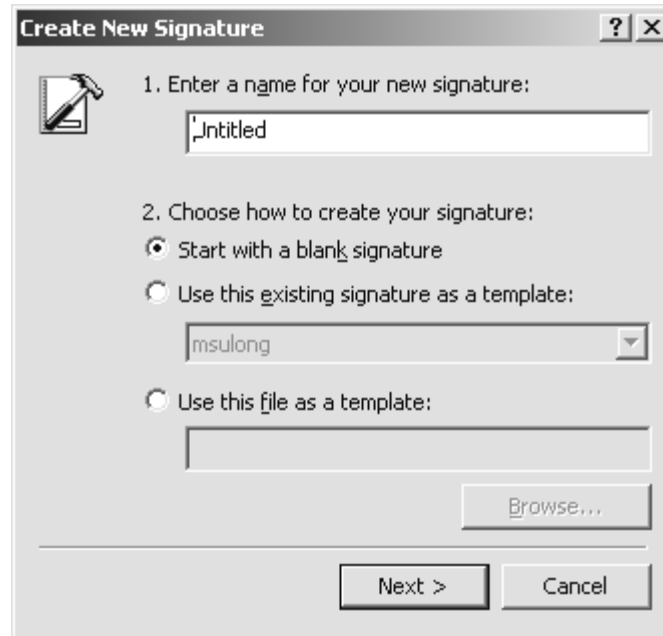 Create New Signature ? X
1. Enter a name for your new signature:
Untitled
2. Choose how to create your signature:
Start with a blank signature
Use this existing signature as a template:
msulong
Use this file as a template:
Browse...
Next >
Cancel